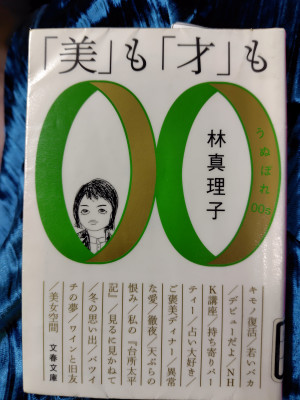 「美」も「才」も
うぬぼれ00s
林真理子
キモノ復活/若いバカ
/デビューだよ/NH
K講座/持ち寄りパー
ティー/占い大好き/
ご褒美ディナー/異常
な愛/徹夜/天ぷらの
恨み/私の『台所太平
記』/見るに見かねて
/冬の思い出/バツイ
チの夢/ワインと旧友
/美女空間
文春文庫